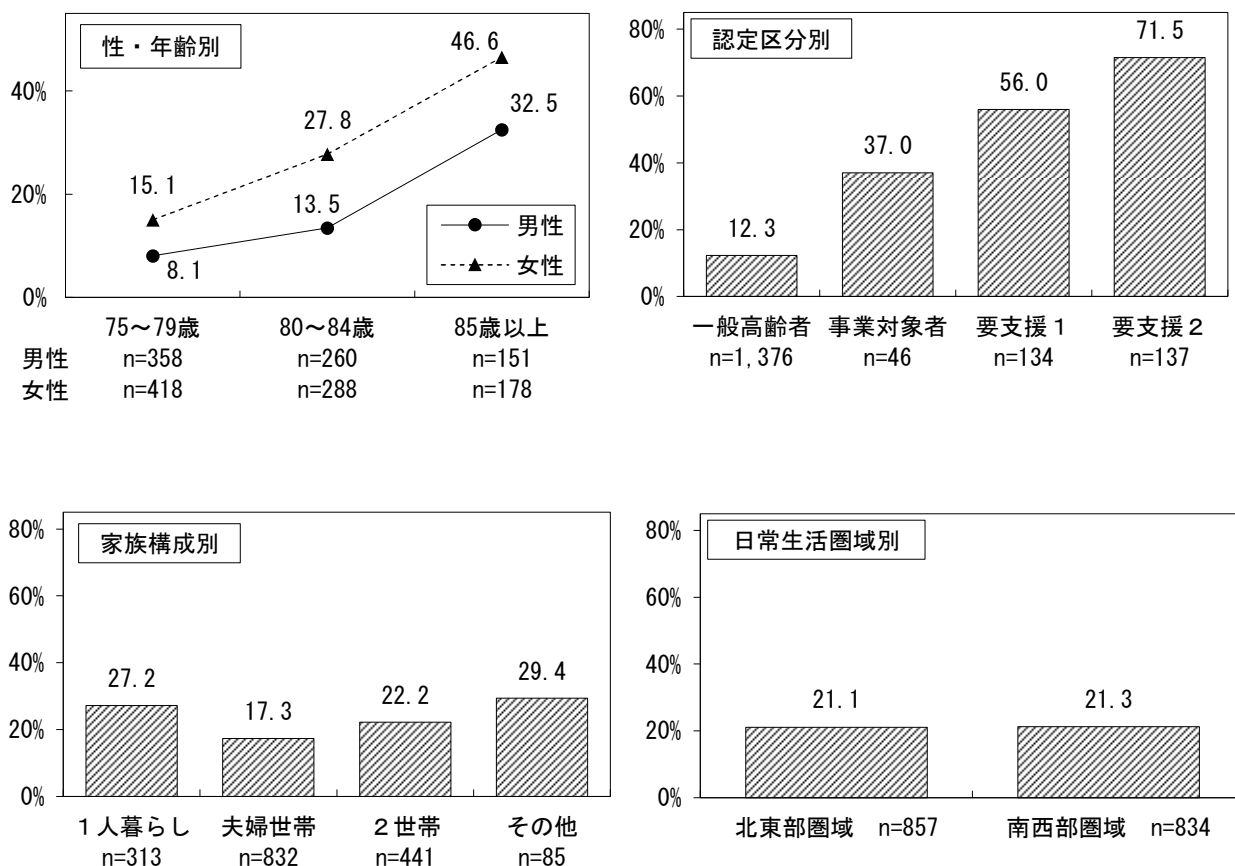 性・年齢別
40%
20%
0%
46.6
32.5
27.8
15.1
13.5
8.1
男性
女性
75～79歳 80～84歳 85歳以上
男性 n=358 n=260 n=151
女性 n=418 n=288 n=178
認定区分別
80%
60%
40%
20%
0%
12.3
37.0
56.0
71.5
一般高齢者 事業対象者 要支援１ 要支援２
n=1,376 n=46 n=134 n=137
家族構成別
80%
60%
40%
20%
0%
27.2
17.3
22.2
29.4
１人暮らし 夫婦世帯 ２世帯 その他
n=313 n=832 n=441 n=85
日常生活圏域別
80%
60%
40%
20%
0%
21.1
21.3
北東部圏域 n=857 南西部圏域 n=834